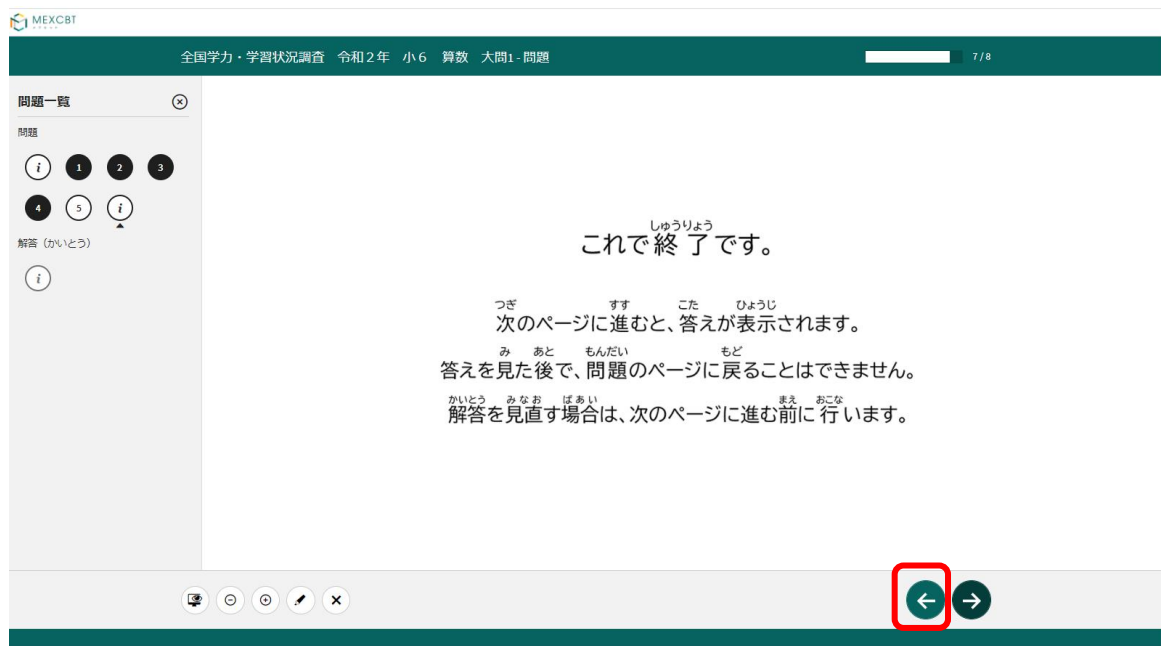 MEXCBT
全国学力・学習状況調査 令和2年 小6 算数 大問1-問題
7/8
問題一覧
問題
i 1 2 3
4 5 i
解答（かいとう）
i
これで終了です。
しゅうりょう
次のページに進むと、答えが表示されます。
つぎ すす こた ひょうじ
答えを見た後で、問題のページに戻ることはできません。
み あと もんだい もど
解答を見直す場合は、次のページに進む前に行います。
かいとう みなお ばあい まえ おこな